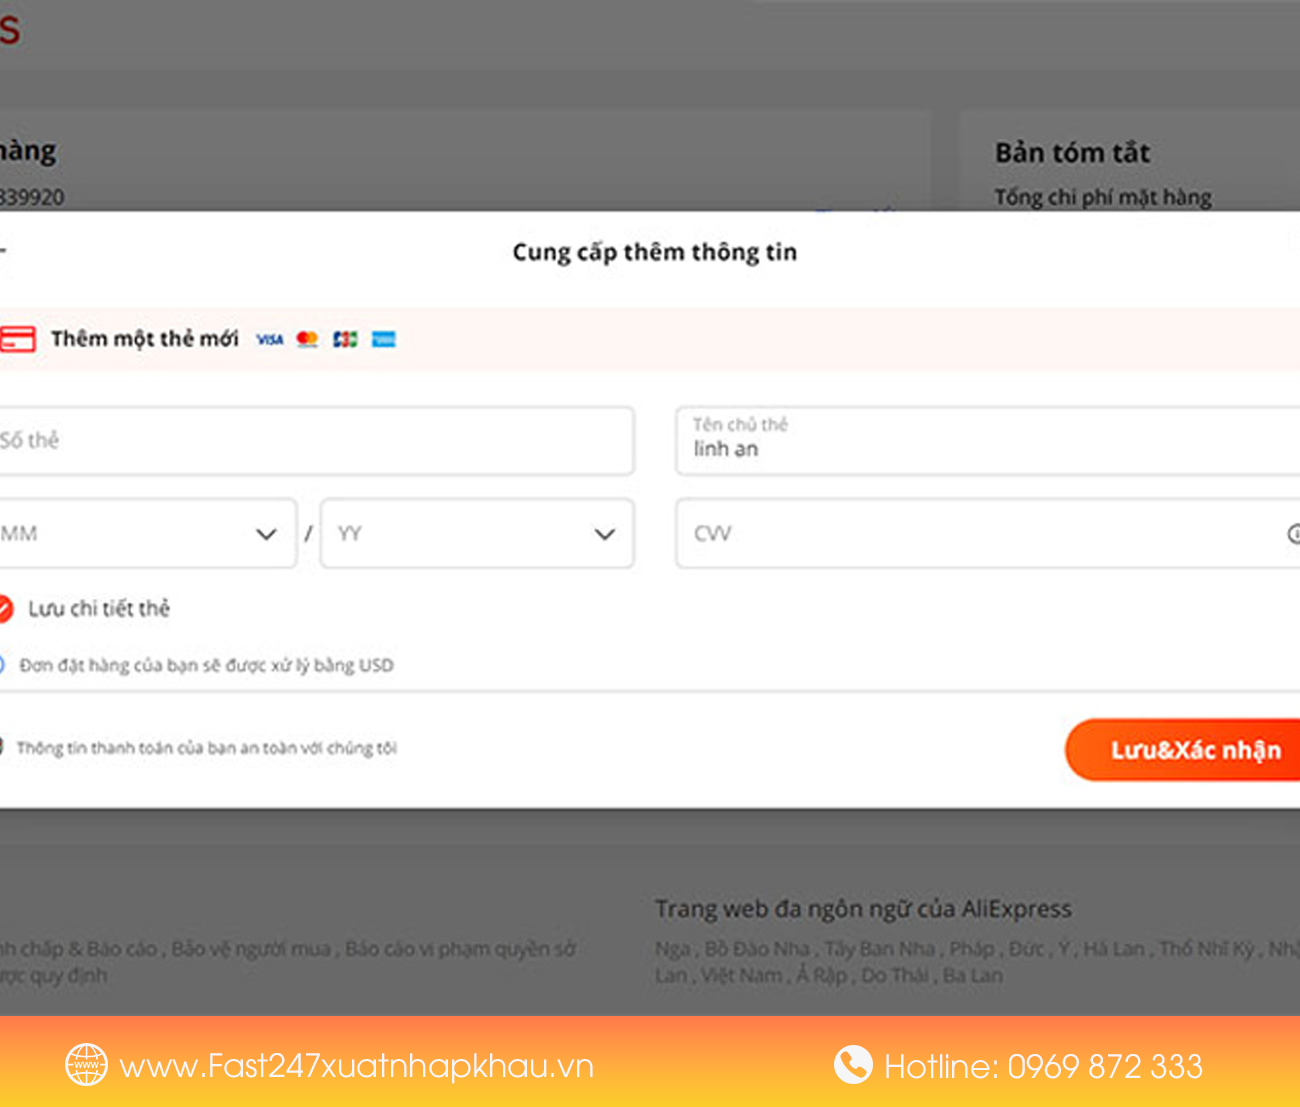 s
hàng
839920
Bản tóm tắt
Tổng chi phí mặt hàng
Cung cấp thêm thông tin
Thêm một thẻ mới VISA
Số thẻ
Tên chủ thẻ
linh an
MM / YY
CVV
Lưu chi tiết thẻ
Đơn đặt hàng của bạn sẽ được xử lý bằng USD
Thông tin thanh toán của bạn an toàn với chúng tôi
Lưu&Xác nhận
nh chấp & Báo cáo , Bảo vệ người mua , Báo cáo vi phạm quyền sở
ược quy định
Trang web đa ngôn ngữ của AliExpress
Nga , Bồ Đào Nha , Tây Ban Nha , Pháp , Đức , Ý , Hà Lan , Thổ Nhĩ Kỳ , Nhậ
Lan , Việt Nam , Ả Rập , Do Thái , Ba Lan
www.Fast247xuatnhapkhau.vn
Hotline: 0969 872 333